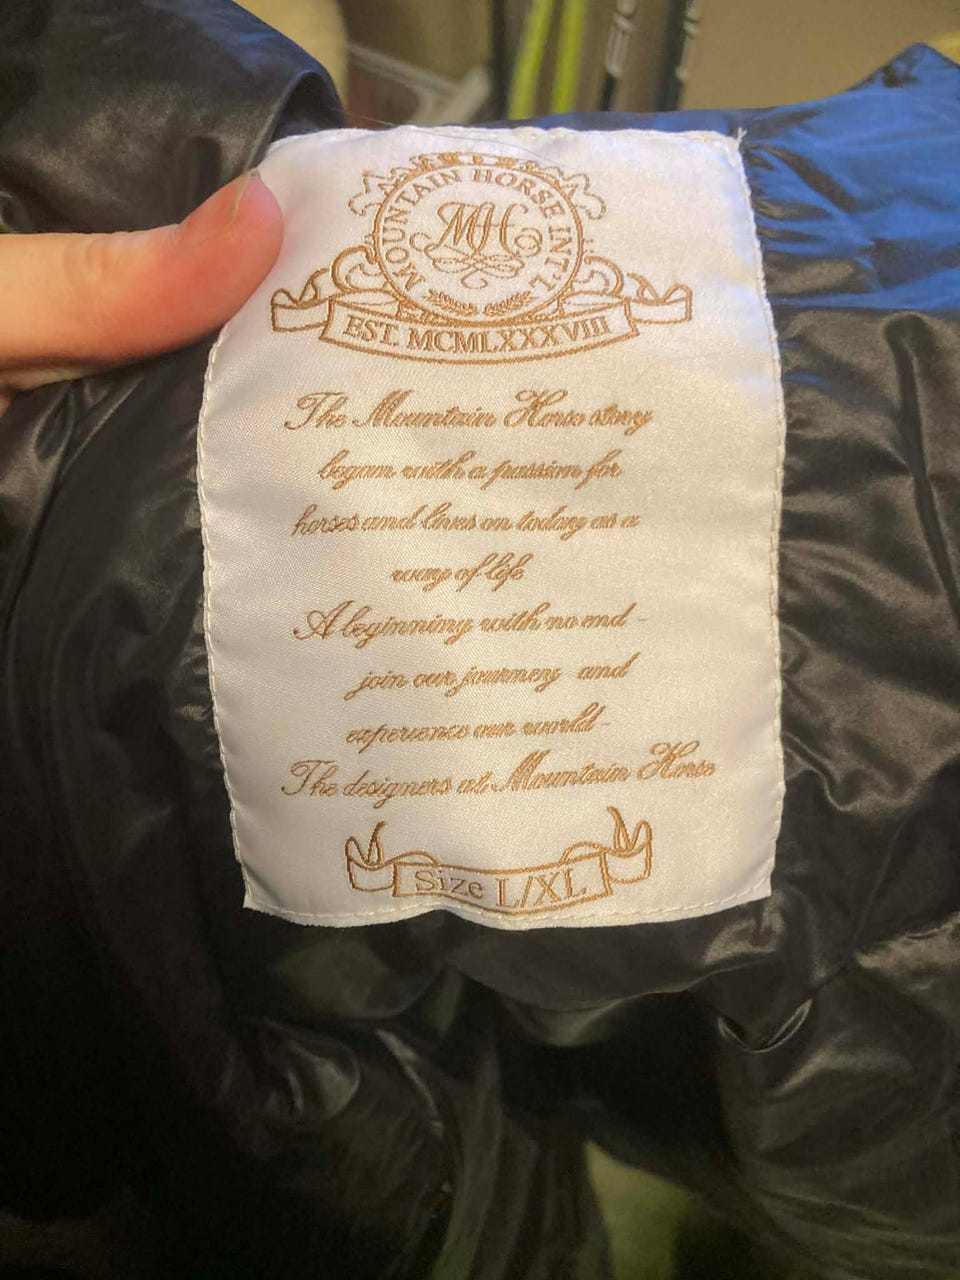 MOUNTAIN HORSE INT'L
MH
EST. MCMLXXXVIII
The Mountain Horse story
began with a passion for
horses and lives on today as a
way of life
A beginning with no end -
join our journey and
experience our world -
The designers at Mountain Horse
Size L/XL